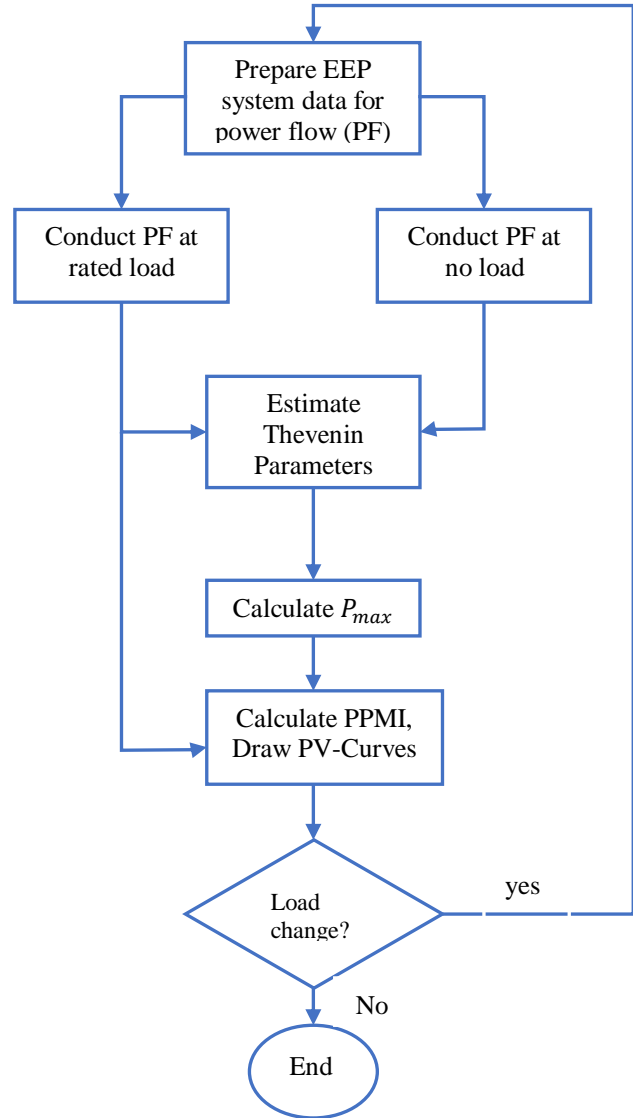 Prepare EEP
system data for
power flow (PF)
Conduct PF at
rated load
Conduct PF at
no load
Estimate
Thevenin
Parameters
Calculate P_max
Calculate PPMI,
Draw PV-Curves
Load
change?
yes
No
End